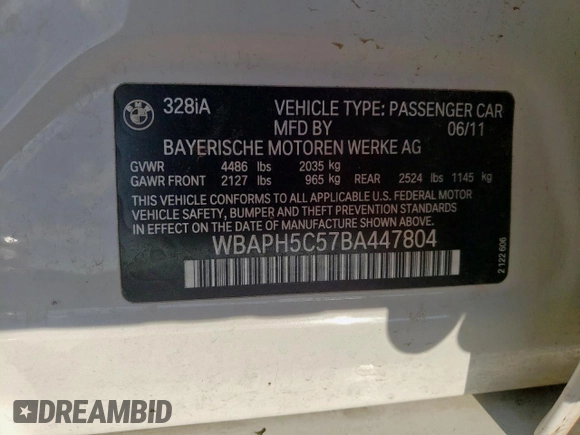 BMW
328iA VEHICLE TYPE: PASSENGER CAR
MFD BY 06/11
BAYERISCHE MOTOREN WERKE AG
GVWR 4486 lbs 2035 kg
GAWR FRONT 2127 lbs 965 kg REAR 2524 lbs 1145 kg
THIS VEHICLE CONFORMS TO ALL APPLICABLE U.S. FEDERAL MOTOR
VEHICLE SAFETY, BUMPER, AND THEFT PREVENTION STANDARDS
IN EFFECT ON THE DATE OF MANUFACTURE SHOWN ABOVE.
WBAPH5C57BA447804
2 122 606
DREAMBID